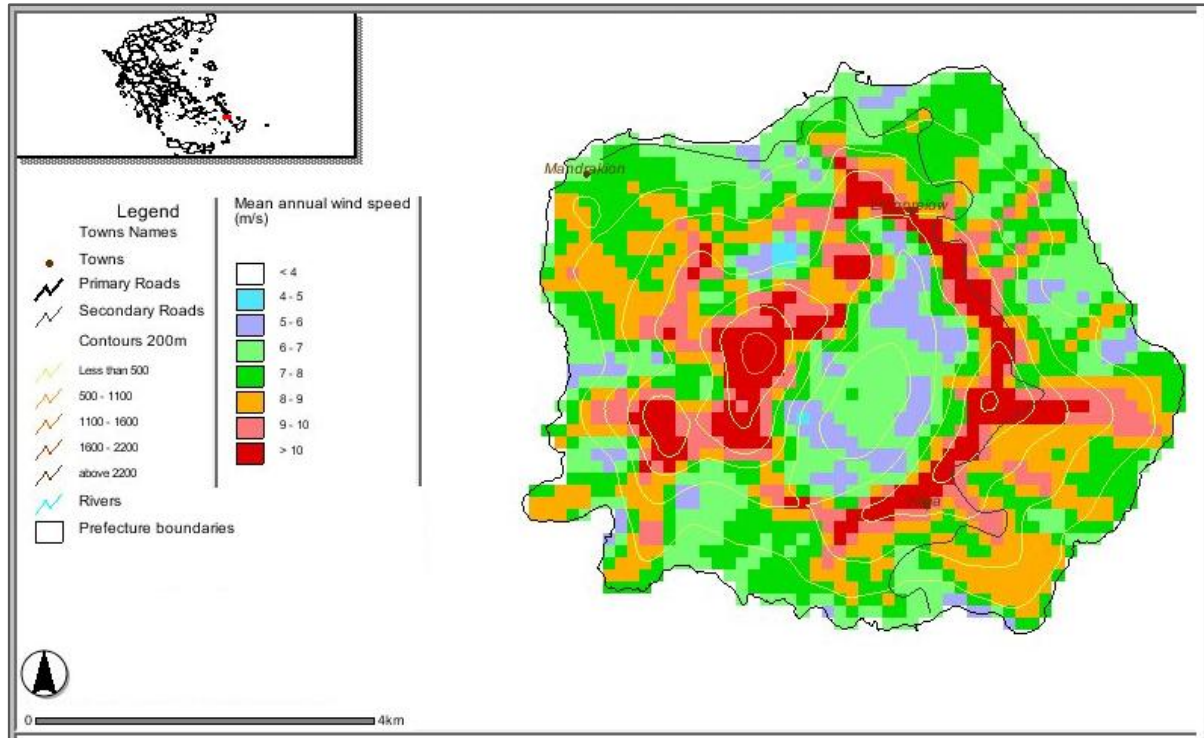 Legend
Towns Names
Towns
Primary Roads
Secondary Roads
Contours 200m
Less than 500
500 - 1100
1100 - 1600
1600 - 2200
above 2200
Rivers
Prefecture boundaries
Mean annual wind speed
(m/s)
< 4
4 - 5
5 - 6
6 - 7
7 - 8
8 - 9
9 - 10
> 10
Mandrakion
0
4km